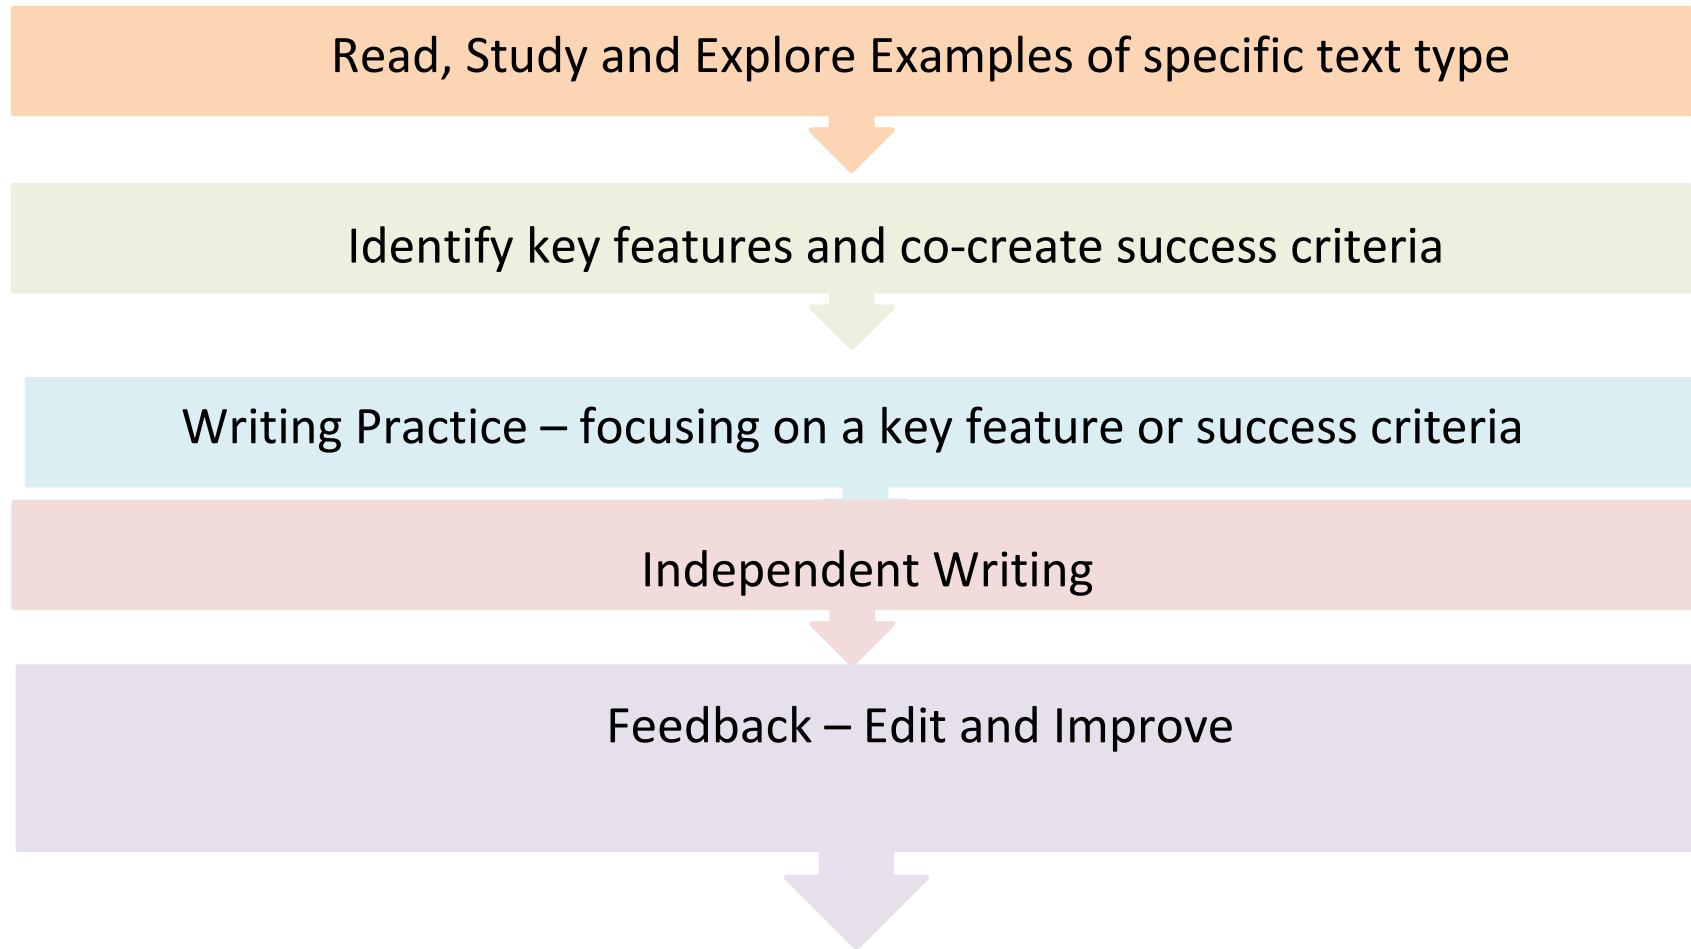 Read, Study and Explore Examples of specific text type
Identify key features and co-create success criteria
Writing Practice – focusing on a key feature or success criteria
Independent Writing
Feedback – Edit and Improve